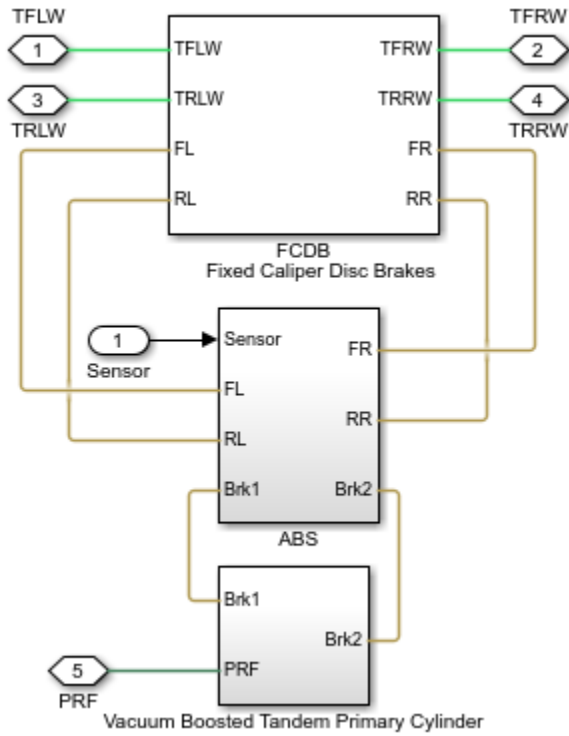 TFLW
TFRW
1
TFLW
TFRW
2
3
TRLW
TRRW
4
TRLW
TRRW
FL
FR
RL
RR
FCDB
Fixed Caliper Disc Brakes
1
Sensor
Sensor
FR
FL
RR
RL
Brk1
Brk2
ABS
Brk1
Brk2
5
PRF
PRF
Vacuum Boosted Tandem Primary Cylinder